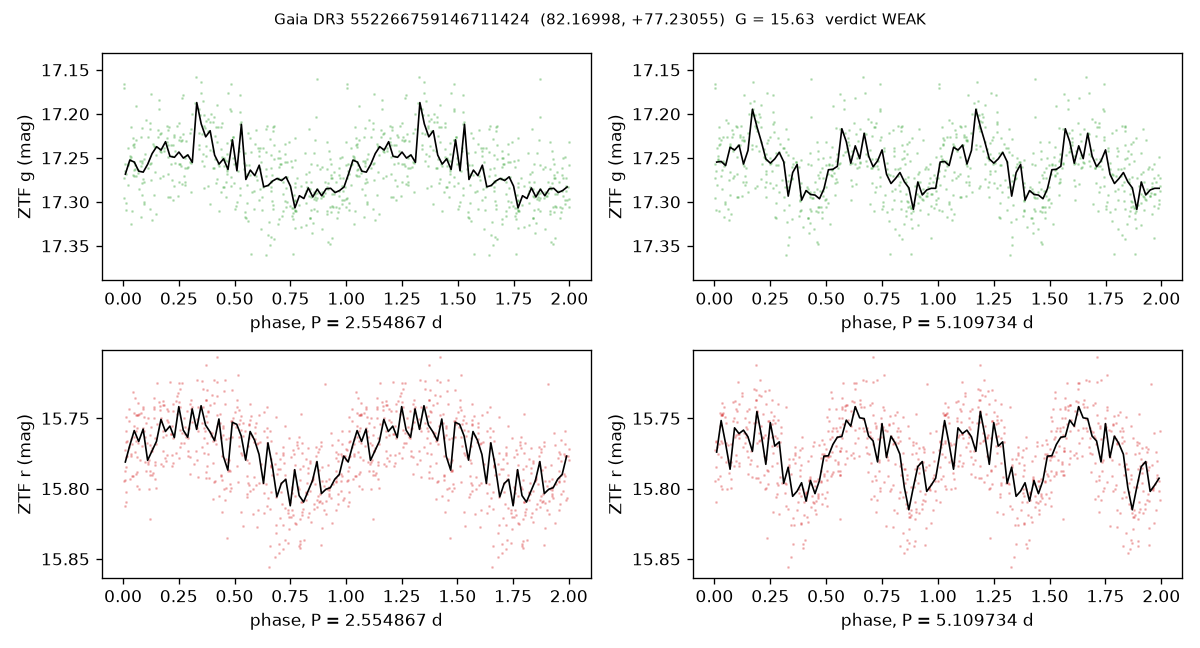 Gaia DR3 552266759146711424 (82.16998, +77.23055) G = 15.63 verdict WEAK
ZTF g (mag)
17.15
17.20
17.25
17.30
17.35
0.00 0.25 0.50 0.75 1.00 1.25 1.50 1.75 2.00
phase, P = 2.554867 d
ZTF g (mag)
17.15
17.20
17.25
17.30
17.35
0.00 0.25 0.50 0.75 1.00 1.25 1.50 1.75 2.00
phase, P = 5.109734 d
ZTF r (mag)
15.75
15.80
15.85
0.00 0.25 0.50 0.75 1.00 1.25 1.50 1.75 2.00
phase, P = 2.554867 d
ZTF r (mag)
15.75
15.80
15.85
0.00 0.25 0.50 0.75 1.00 1.25 1.50 1.75 2.00
phase, P = 5.109734 d